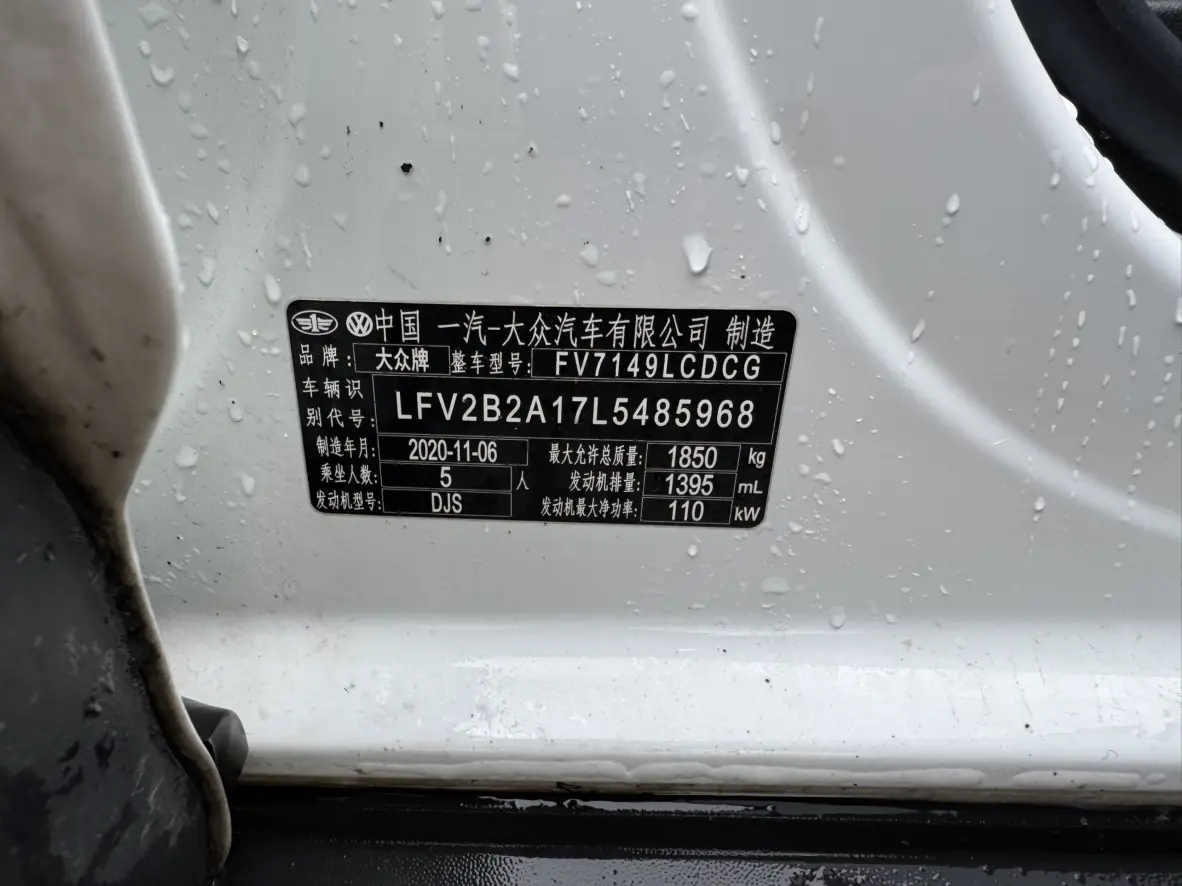 中国 一汽-大众汽车有限公司 制造
品牌: 大众牌 整车型号: FV7149LCDCG
车辆识别代号: LFV2B2A17L5485968
制造年月: 2020-11-06 最大允许总质量: 1850 kg
乘坐人数: 5 人 发动机排量: 1395 mL
发动机型号: DJS 发动机最大净功率: 110 kW